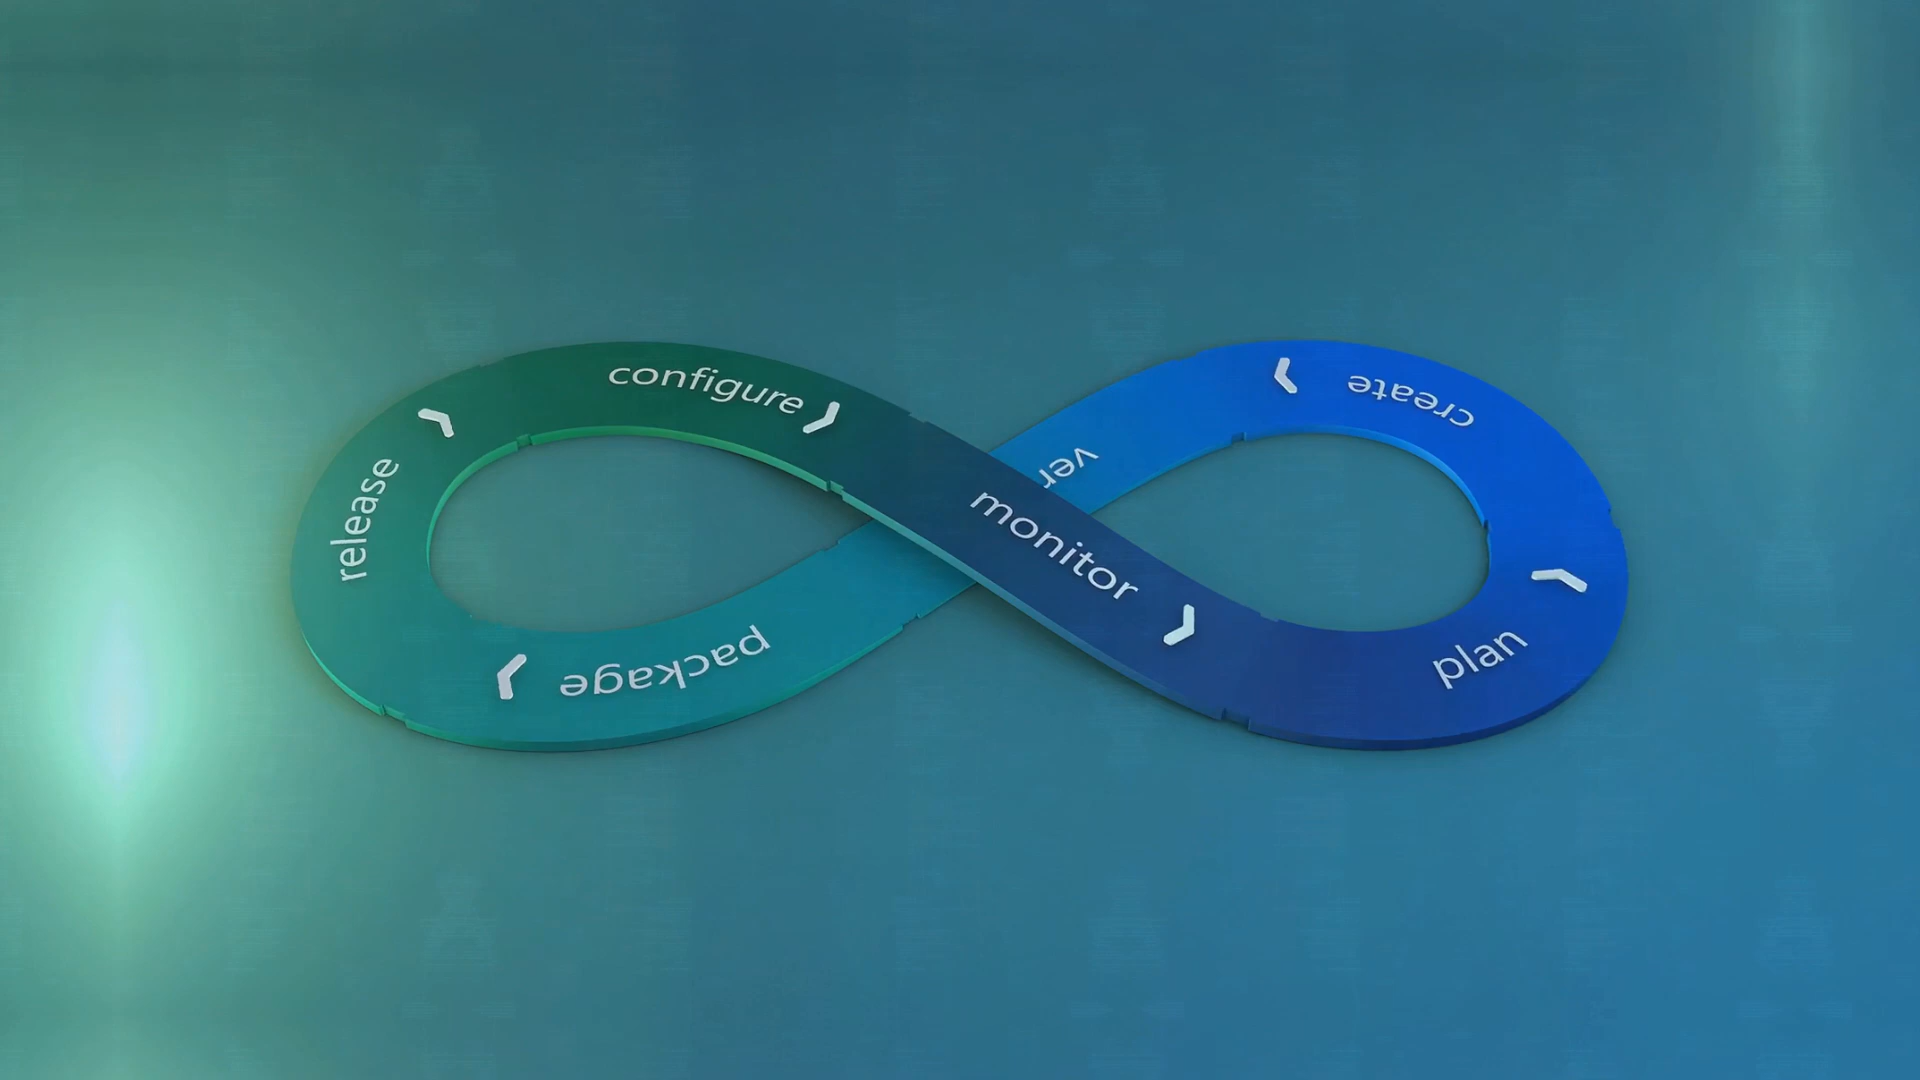 configure
create
release
ver
monitor
plan
package